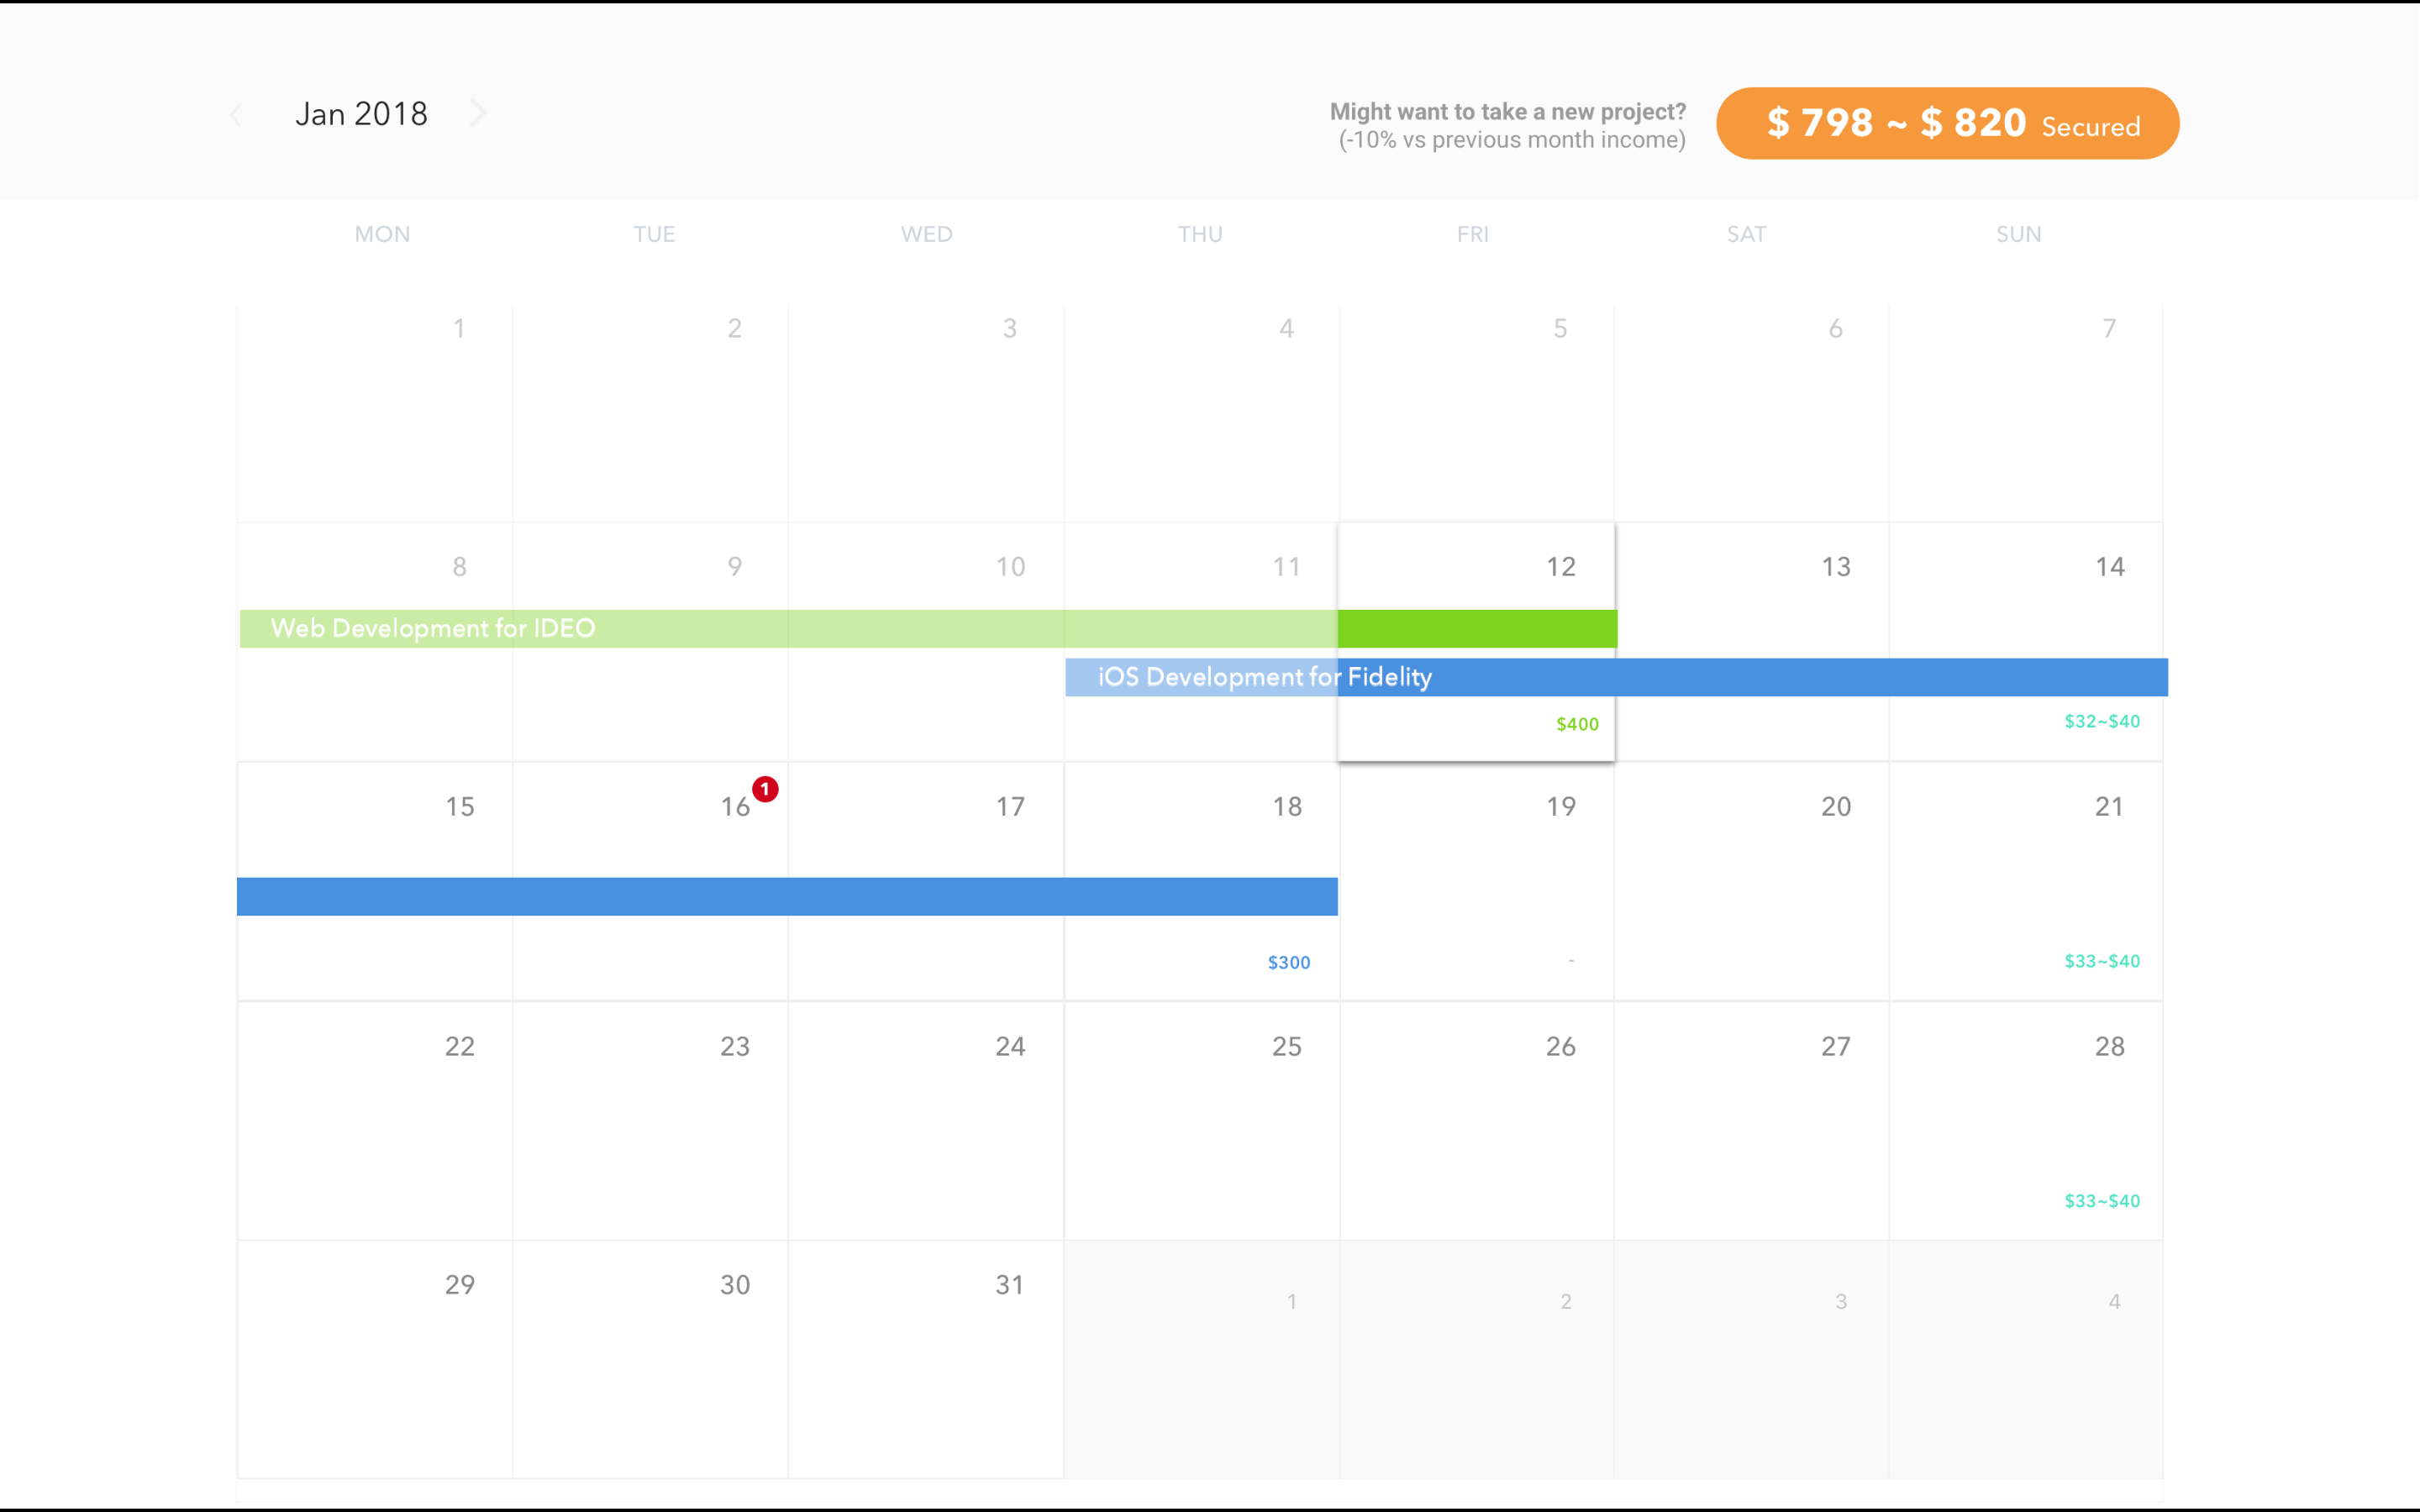 Jan 2018
Might want to take a new project?
(-10% vs previous month income)
$ 798 ~ $ 820 Secured
MON TUE WED THU FRI SAT SUN
1 2 3 4 5 6 7
8 9 10 11 12 13 14
Web Development for IDEO
iOS Development for Fidelity
$400 $32~$40
15 16 1 17 18 19 20 21
$300 - $33~$40
22 23 24 25 26 27 28
$33~$40
29 30 31 1 2 3 4